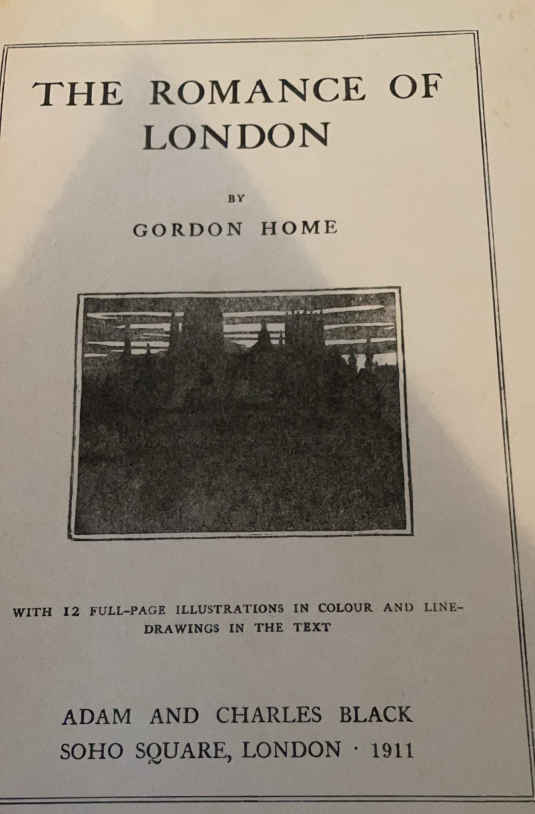 THE ROMANCE OF
LONDON
BY
GORDON HOME
WITH 12 FULL-PAGE ILLUSTRATIONS IN COLOUR AND LINE-
DRAWINGS IN THE TEXT
ADAM AND CHARLES BLACK
SOHO SQUARE, LONDON · 1911